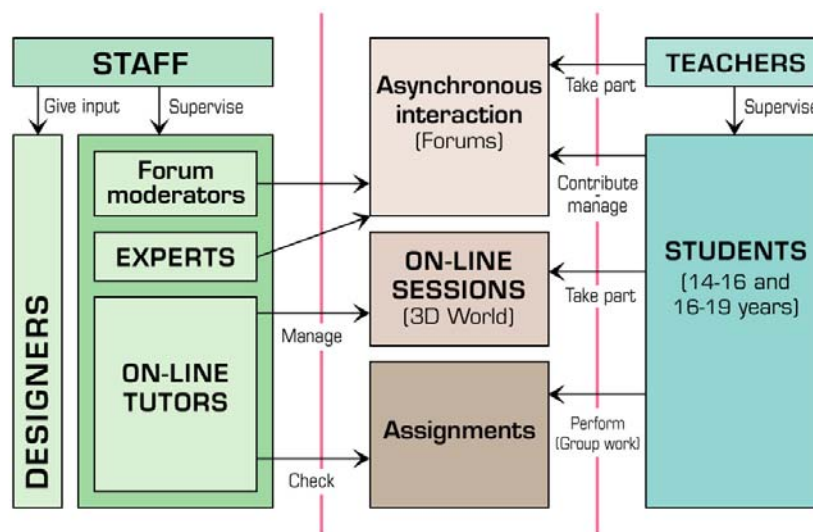 STAFF
Give input
Supervise
DESIGNERS
Forum
moderators
EXPERTS
ON-LINE
TUTORS
Manage
Check
Asynchronous
interaction
(Forums)
ON-LINE
SESSIONS
(3D World)
Assignments
Take part
Contribute
-
manage
Take part
Perform
(Group work)
TEACHERS
Supervise
STUDENTS
(14-16 and
16-19 years)